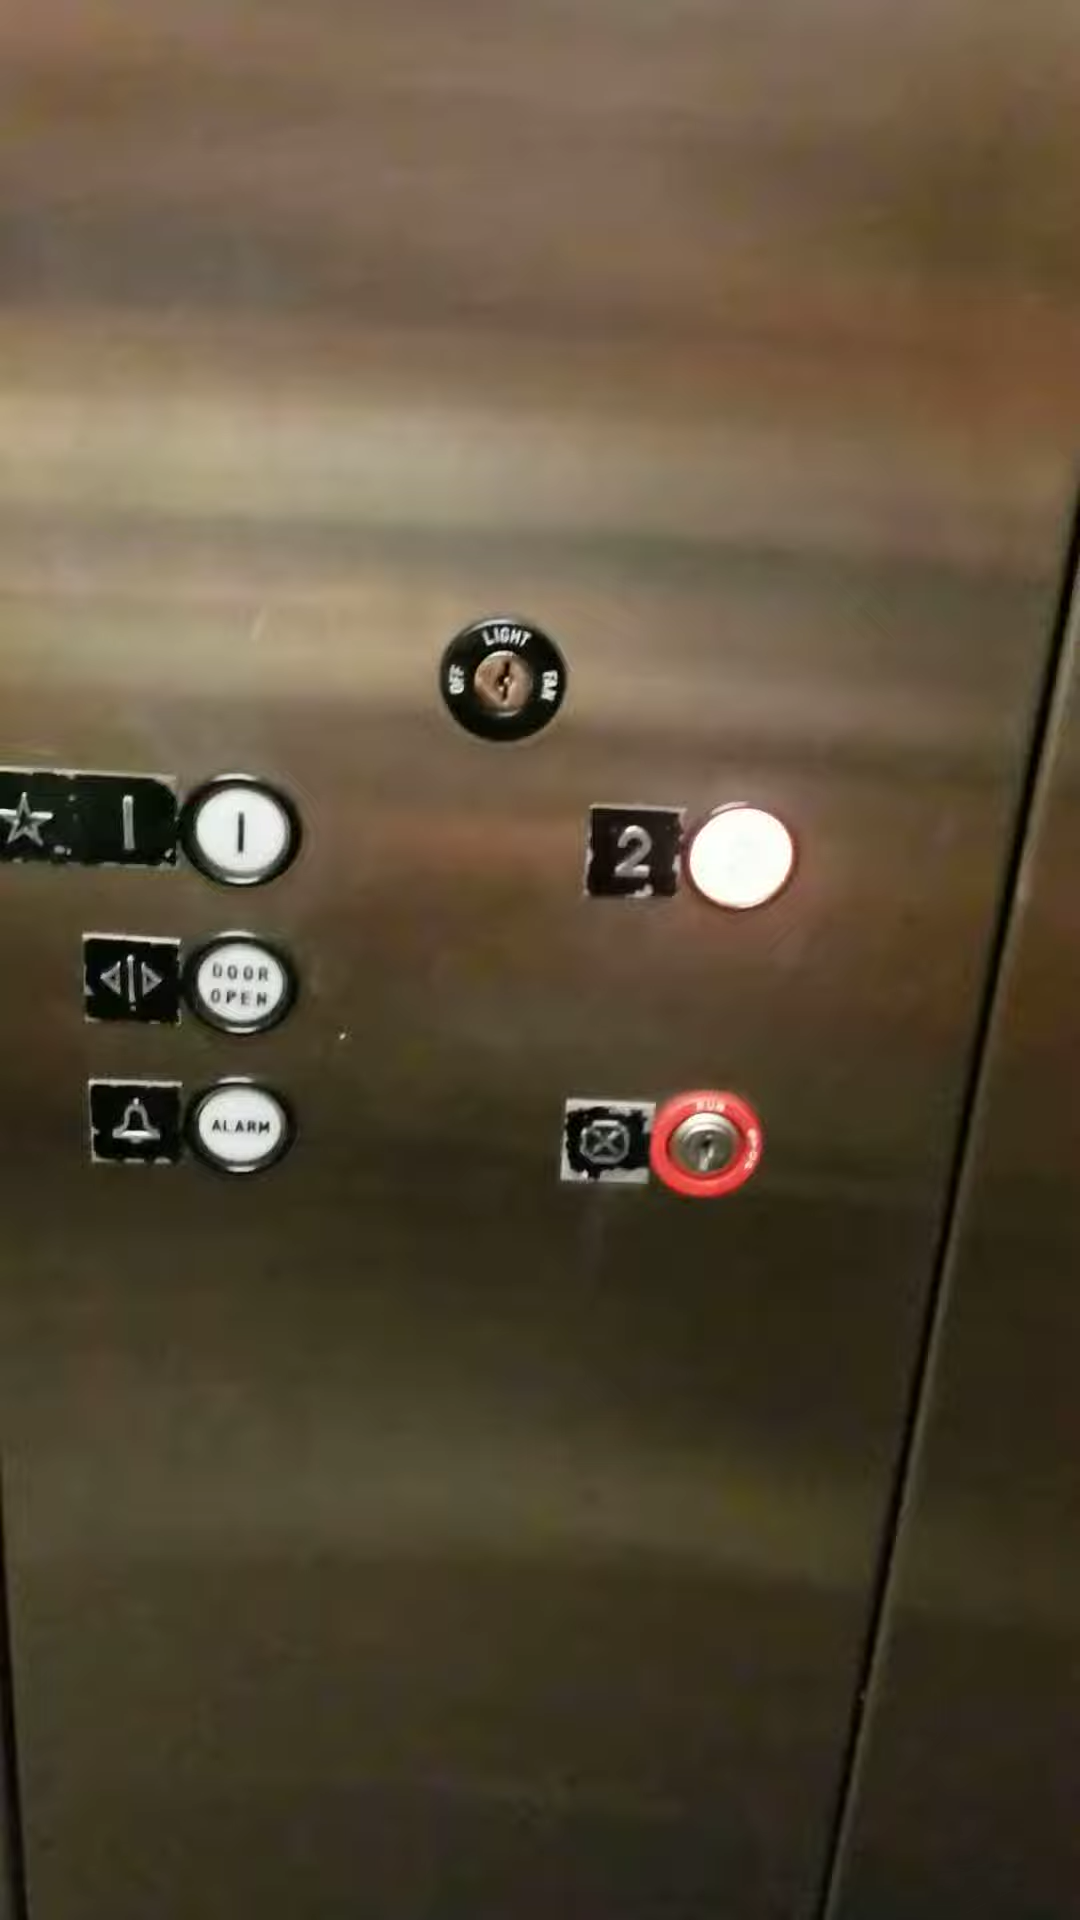 LIGHT
OFF
FAN
☆ 1
1
2
DOOR
OPEN
ALARM
RUN
STOP